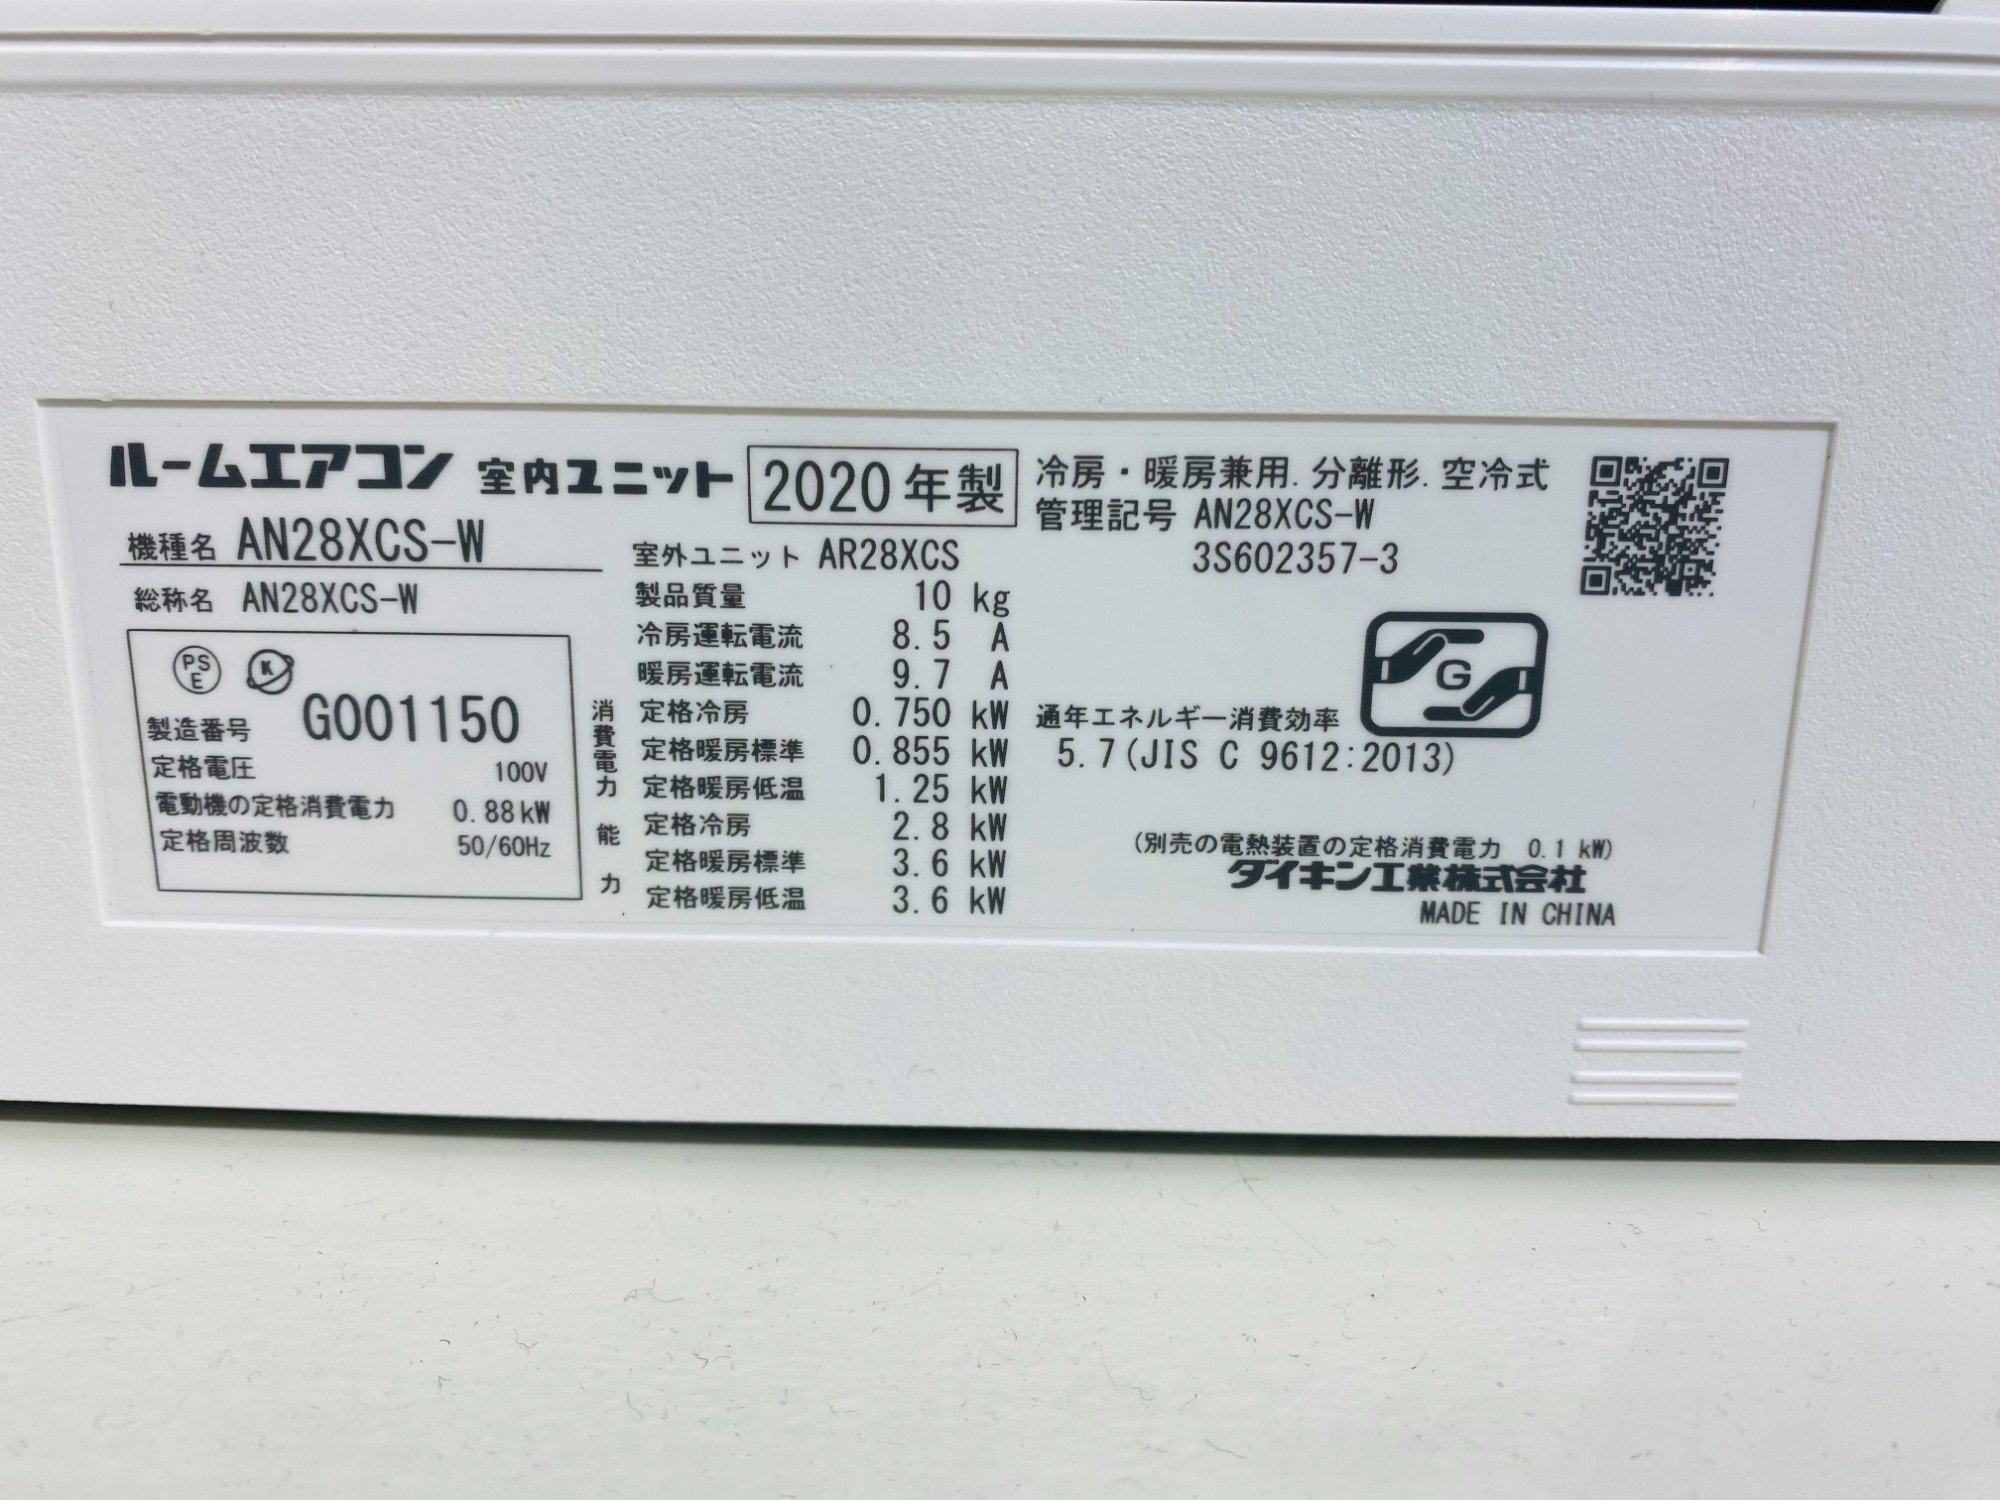 ルームエアコン 室内ユニット 2020年製
機種名 AN28XCS-W
総称名 AN28XCS-W
PS
E
K
製造番号 G001150
定格電圧 100V
電動機の定格消費電力 0.88kW
定格周波数 50/60Hz
室外ユニット AR28XCS
製品質量 10 kg
冷房運転電流 8.5 A
暖房運転電流 9.7 A
消費電力
定格冷房 0.750 kW
定格暖房標準 0.855 kW
定格暖房低温 1.25 kW
能力
定格冷房 2.8 kW
定格暖房標準 3.6 kW
定格暖房低温 3.6 kW
冷房・暖房兼用.分離形.空冷式
管理記号 AN28XCS-W
3S602357-3
G
通年エネルギー消費効率
5.7(JIS C 9612:2013)
(別売の電熱装置の定格消費電力 0.1 kW)
ダイキン工業株式会社
MADE IN CHINA